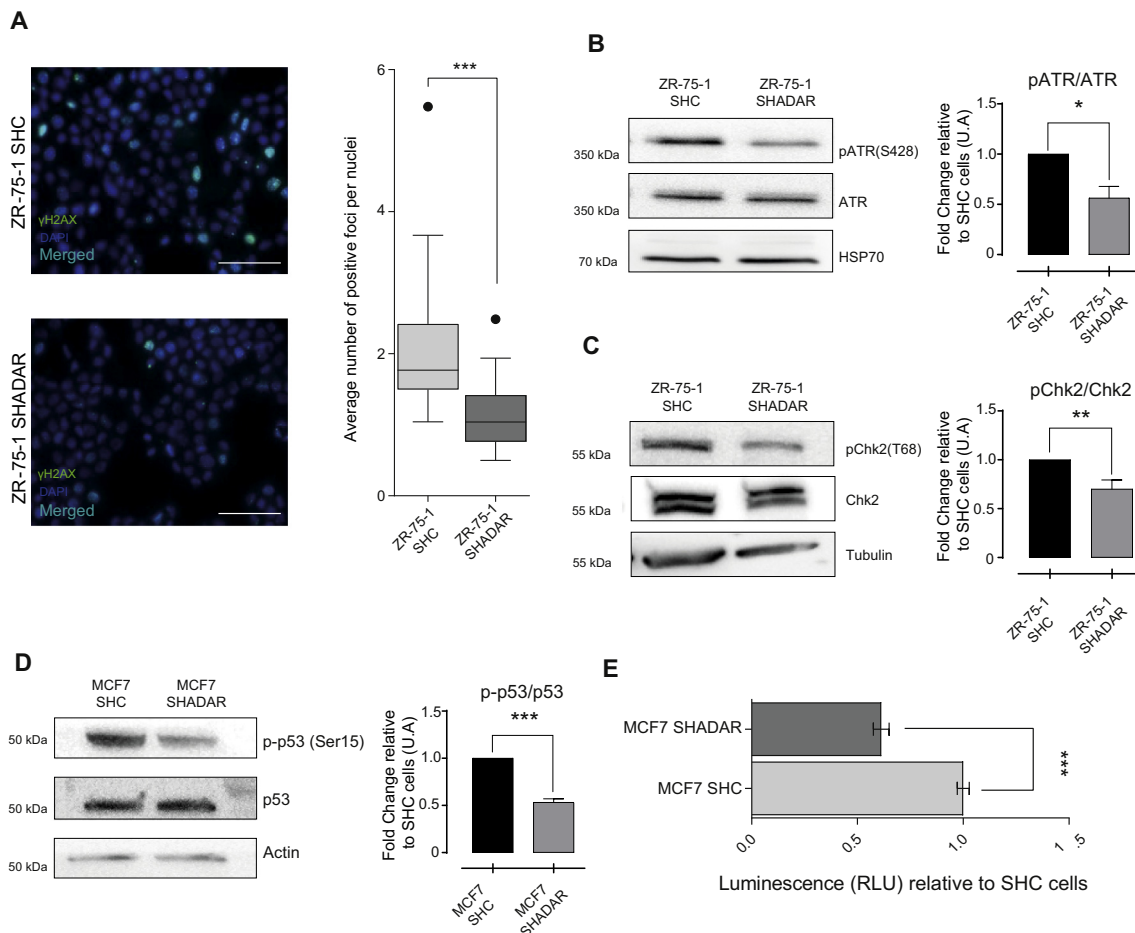 A
ZR-75-1 SHC
γH2AX
DAPI
Merged
ZR-75-1 SHADAR
γH2AX
DAPI
Merged
Average number of positive foci per nuclei
6
4
2
0
***
ZR-75-1
SHC
ZR-75-1
SHADAR
B
ZR-75-1
SHC
ZR-75-1
SHADAR
350 kDa
pATR(S428)
350 kDa
ATR
70 kDa
HSP70
pATR/ATR
Fold Change relative
to SHC cells (U.A)
1.5
1.0
0.5
0
*
ZR-75-1
SHC
ZR-75-1
SHADAR
C
ZR-75-1
SHC
ZR-75-1
SHADAR
55 kDa
pChk2(T68)
55 kDa
Chk2
55 kDa
Tubulin
pChk2/Chk2
Fold Change relative
to SHC cells (U.A)
1.5
1.0
0.5
0
**
ZR-75-1
SHC
ZR-75-1
SHADAR
D
MCF7
SHC
MCF7
SHADAR
50 kDa
p-p53 (Ser15)
50 kDa
p53
50 kDa
Actin
p-p53/p53
Fold Change relative
to SHC cells (U.A)
1.5
1.0
0.5
0
***
MCF7
SHC
MCF7
SHADAR
E
MCF7 SHADAR
MCF7 SHC
***
0.0
0.5
1.0
1 5
Luminescence (RLU) relative to SHC cells